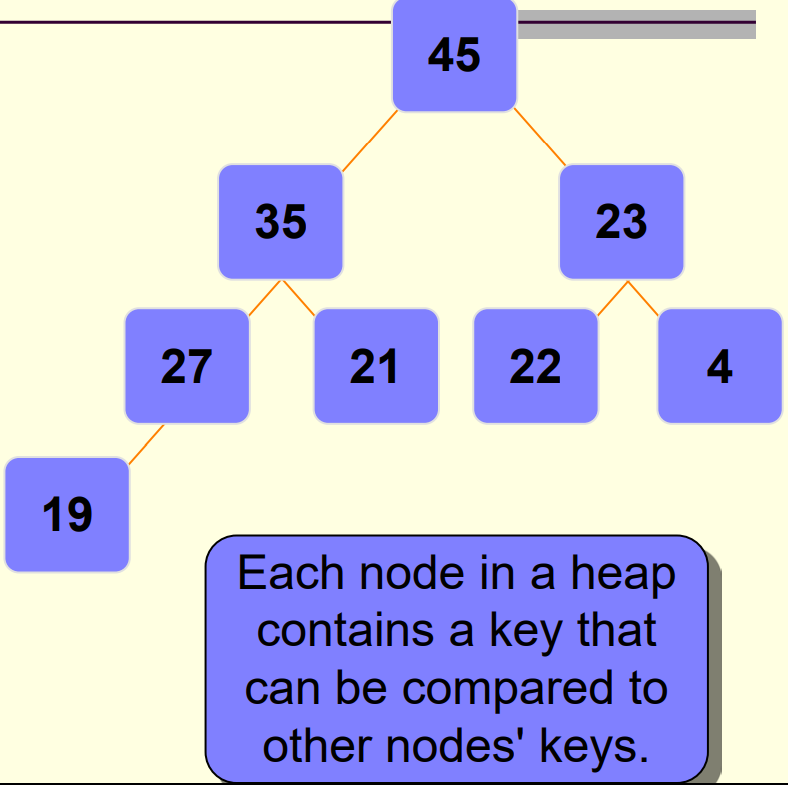 45
35
23
27
21
22
4
19
Each node in a heap
contains a key that
can be compared to
other nodes' keys.